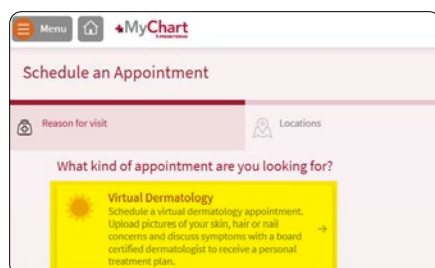 Menu
MyChart
PRESBYTERIAN
Schedule an Appointment
Reason for visit
Locations
What kind of appointment are you looking for?
Virtual Dermatology
Schedule a virtual dermatology appointment.
Upload pictures of your skin, hair or nail
concerns and discuss symptoms with a board
certified dermatologist to receive a personal
treatment plan.